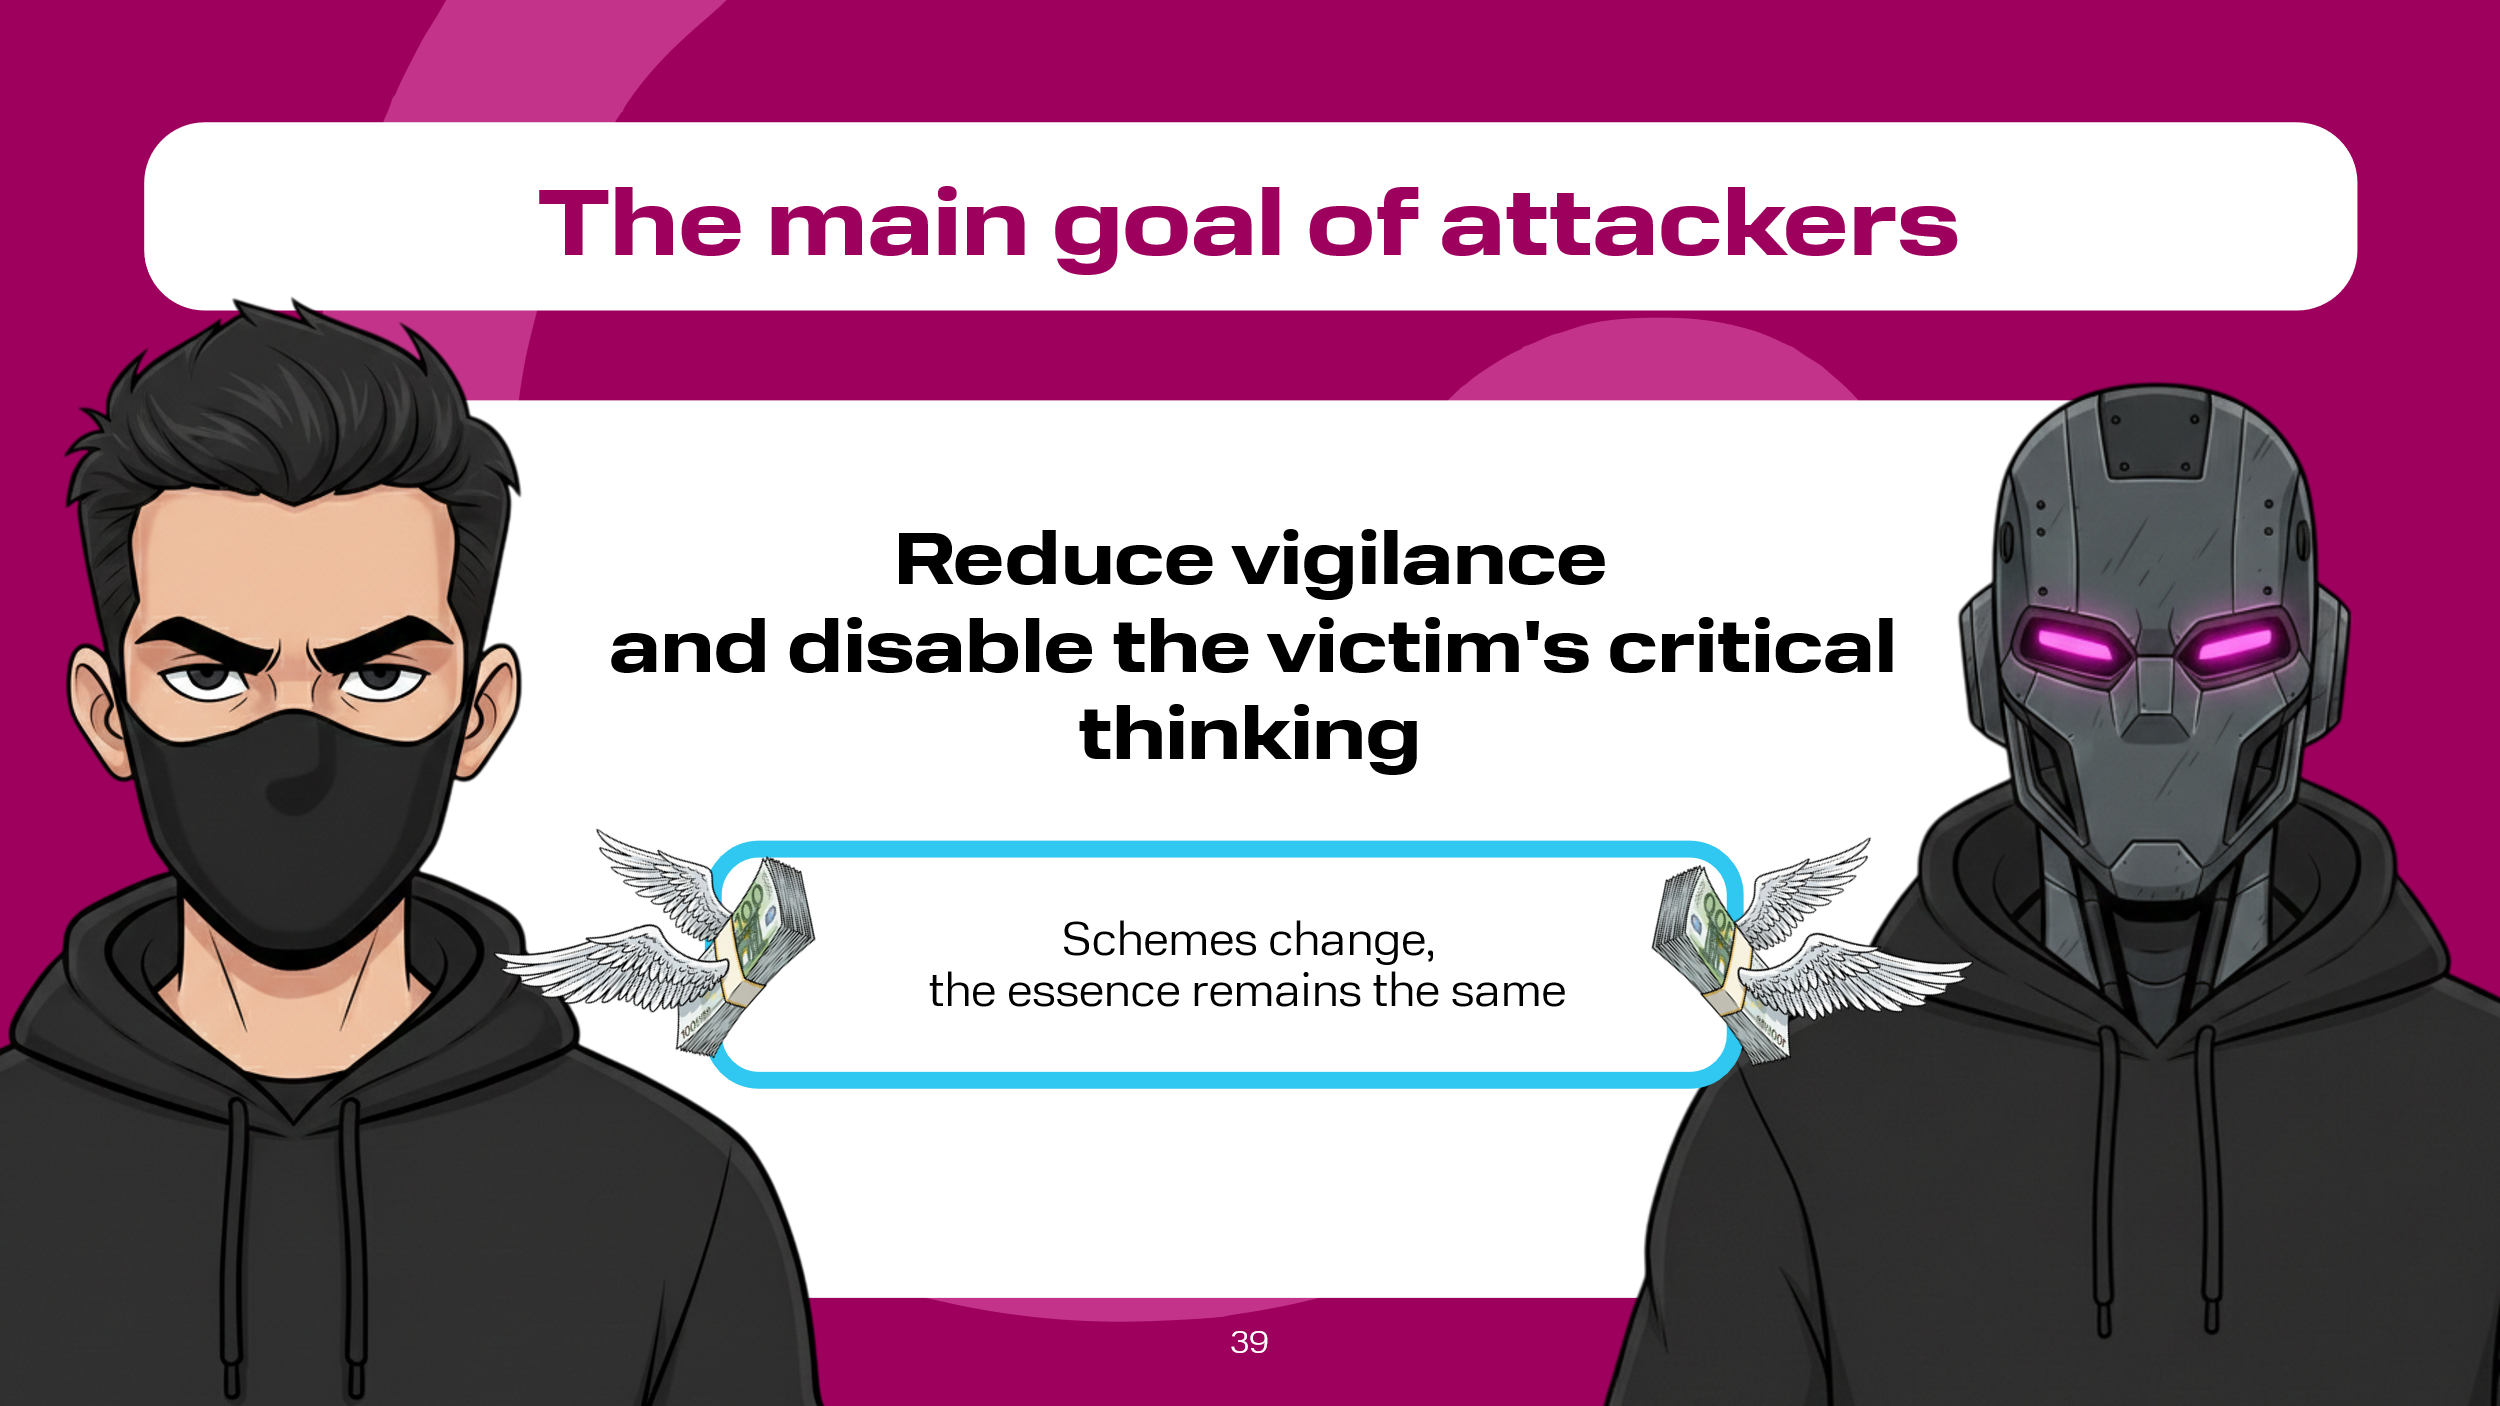 The main goal of attackers
Reduce vigilance
and disable the victim's critical
thinking
Schemes change,
the essence remains the same
39